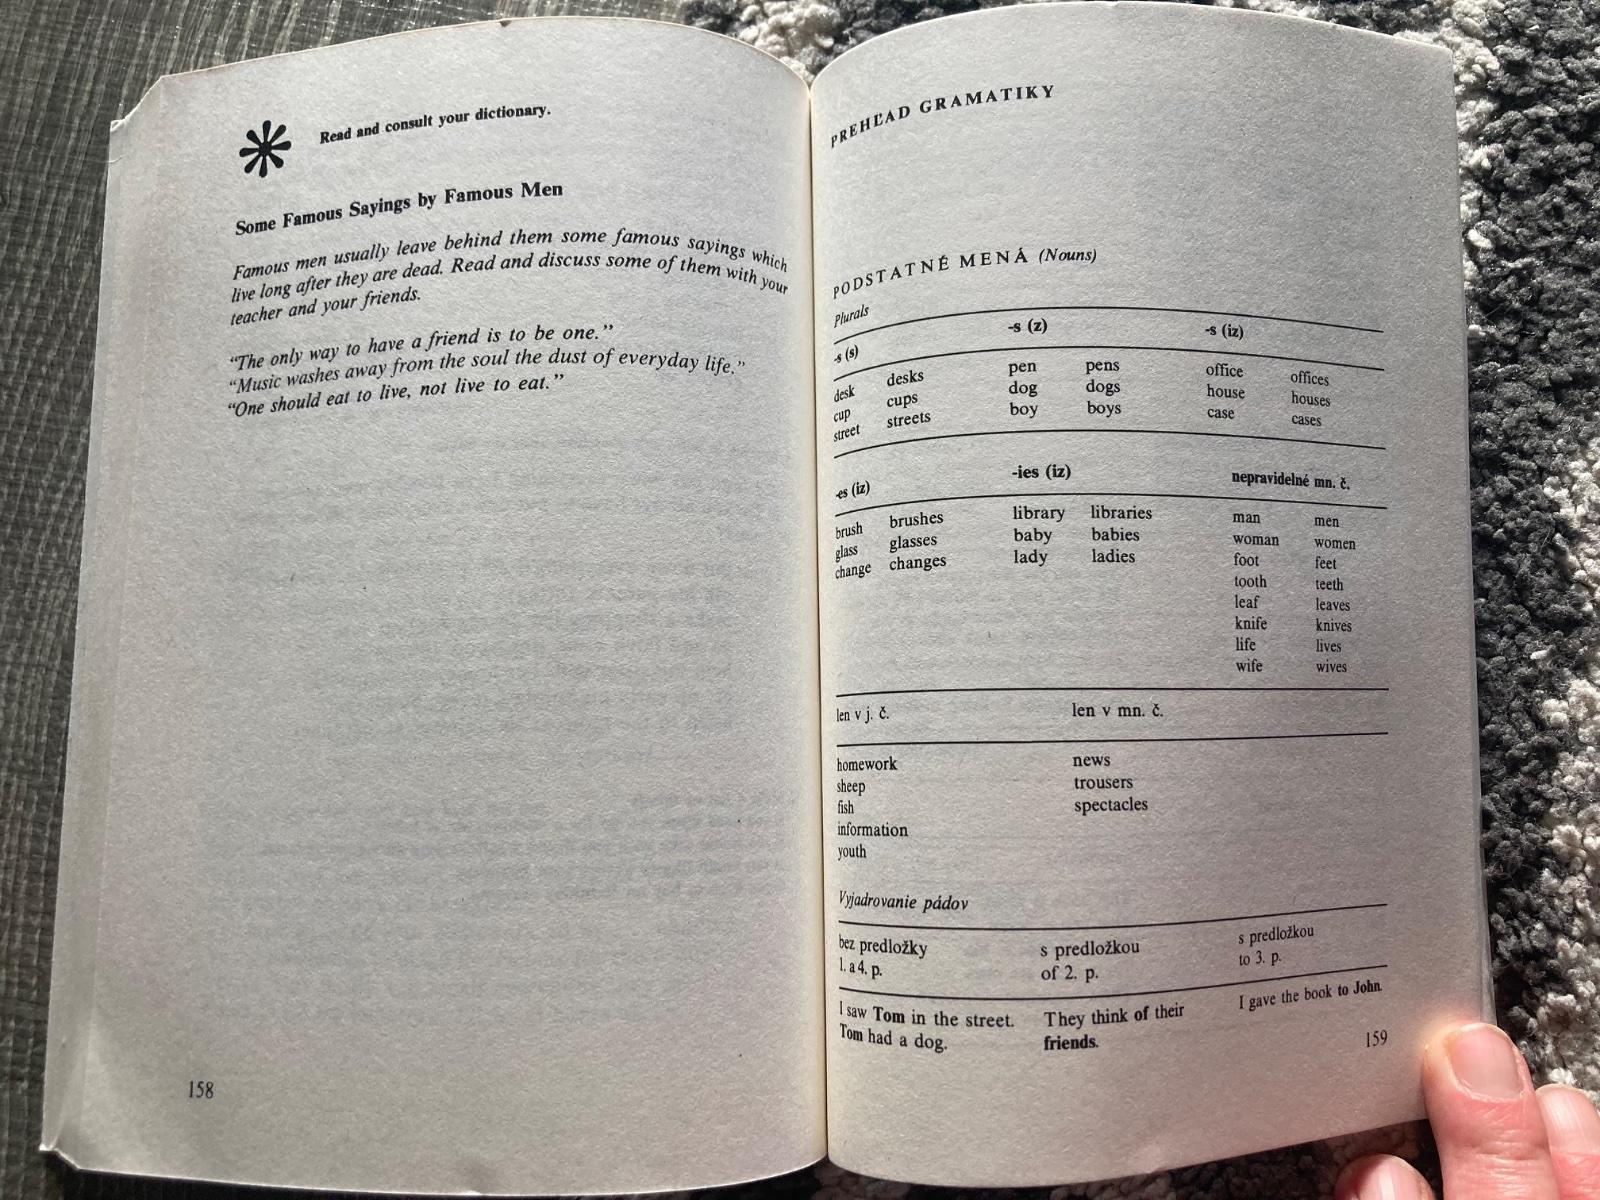 Read and consult your dictionary.
Some Famous Sayings by Famous Men
Famous men usually leave behind them some famous sayings which
live long after they are dead. Read and discuss some of them with your
teacher and your friends.
“The only way to have a friend is to be one.”
“Music washes away from the soul the dust of everyday life.”
“One should eat to live, not live to eat.”
158
PREHĽAD GRAMATIKY
PODSTATNÉ MENÁ (Nouns)
Plurals
-s (s) -s (z) -s (iz)
desk desks pen pens office offices
cup cups dog dogs house houses
street streets boy boys case cases
-es (iz) -ies (iz) nepravidelné mn. č.
brush brushes library libraries man men
glass glasses baby babies woman women
change changes lady ladies foot feet
tooth teeth
leaf leaves
knife knives
life lives
wife wives
len v j. č. len v mn. č.
homework news
sheep trousers
fish spectacles
information
youth
Vyjadrovanie pádov
bez predložky s predložkou s predložkou
1. a 4. p. of 2. p. to 3. p.
I saw Tom in the street. They think of their I gave the book to John.
Tom had a dog. friends.
159